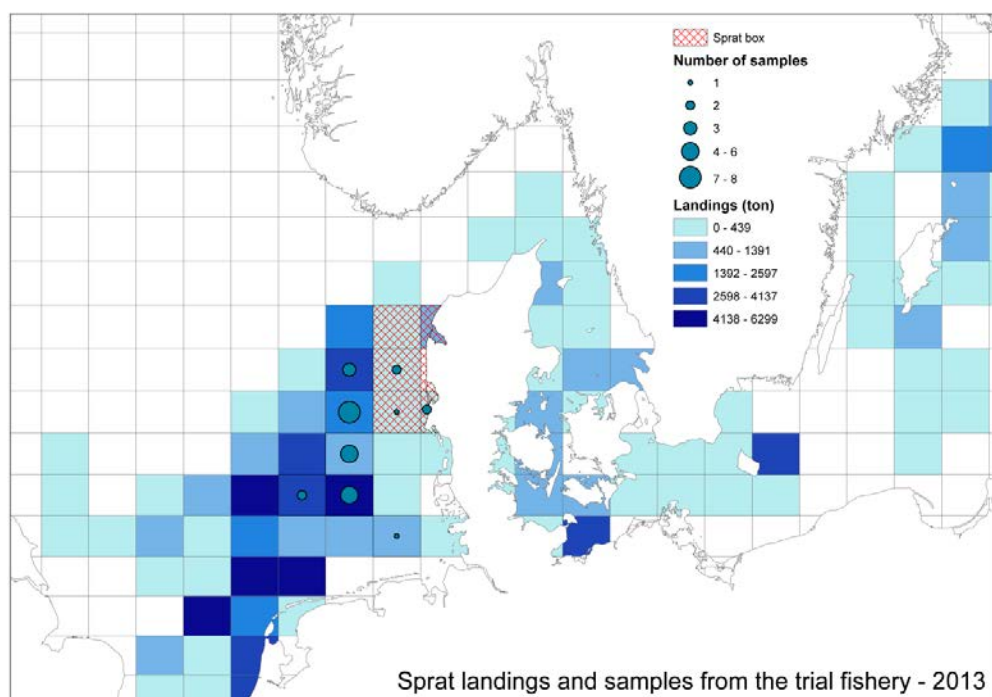 Sprat box
Number of samples
1
2
3
4 - 6
7 - 8
Landings (ton)
0 - 439
440 - 1391
1392 - 2597
2598 - 4137
4138 - 6299
Sprat landings and samples from the trial fishery - 2013